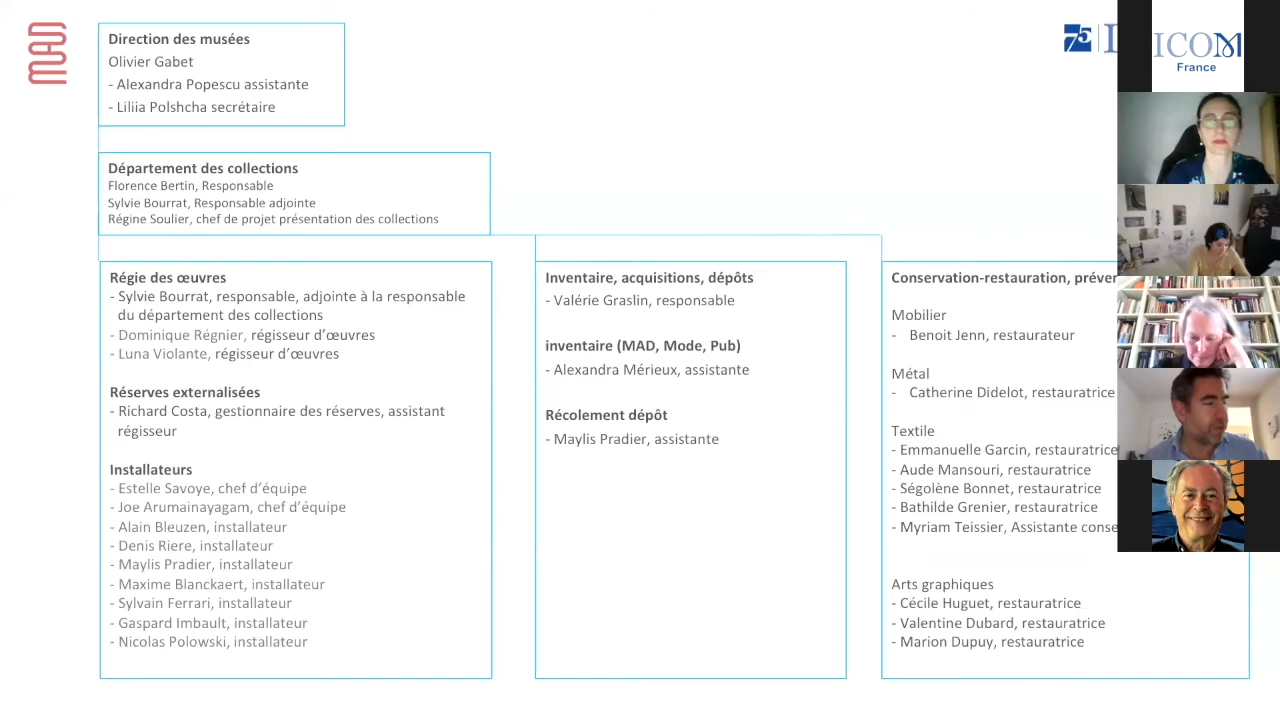 MAD
75
ICOM
France
Direction des musées
Olivier Gabet
- Alexandra Popescu assistante
- Liliia Polshcha secrétaire
Département des collections
Florence Bertin, Responsable
Sylvie Bourrat, Responsable adjointe
Régine Soulier, chef de projet présentation des collections
Régie des œuvres
- Sylvie Bourrat, responsable, adjointe à la responsable
du département des collections
- Dominique Régnier, régisseur d’œuvres
- Luna Violante, régisseur d’œuvres
Réserves externalisées
- Richard Costa, gestionnaire des réserves, assistant
régisseur
Installateurs
- Estelle Savoye, chef d’équipe
- Joe Arumainayagam, chef d’équipe
- Alain Bleuzen, installateur
- Denis Riere, installateur
- Maylis Pradier, installateur
- Maxime Blanckaert, installateur
- Sylvain Ferrari, installateur
- Gaspard Imbault, installateur
- Nicolas Polowski, installateur
Inventaire, acquisitions, dépôts
- Valérie Graslin, responsable
inventaire (MAD, Mode, Pub)
- Alexandra Mérieux, assistante
Récolement dépôt
- Maylis Pradier, assistante
Conservation-restauration, préver
Mobilier
- Benoit Jenn, restaurateur
Métal
- Catherine Didelot, restauratrice
Textile
- Emmanuelle Garcin, restauratrice
- Aude Mansouri, restauratrice
- Ségolène Bonnet, restauratrice
- Bathilde Grenier, restauratrice
- Myriam Teissier, Assistante conse
Arts graphiques
- Cécile Huguet, restauratrice
- Valentine Dubard, restauratrice
- Marion Dupuy, restauratrice